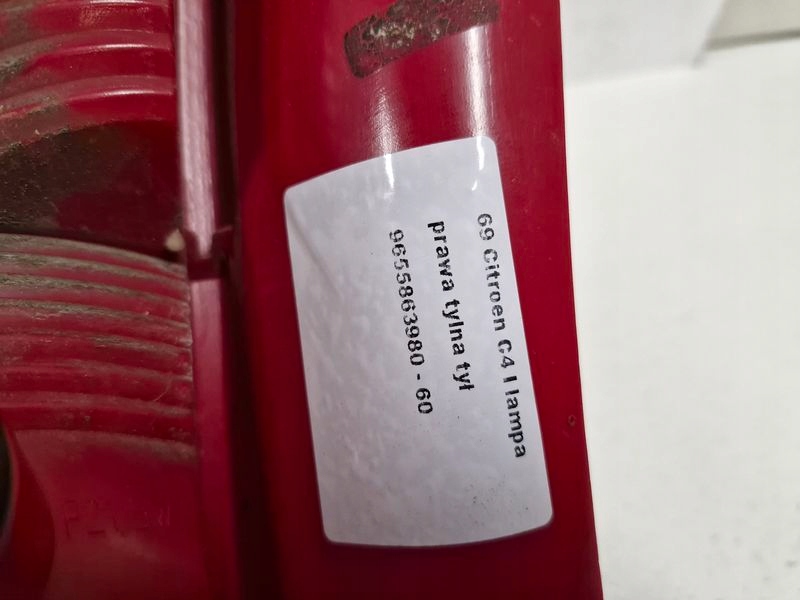 69 Citroen C4 I lampa
prawa tylna tył
9655863980 - 60